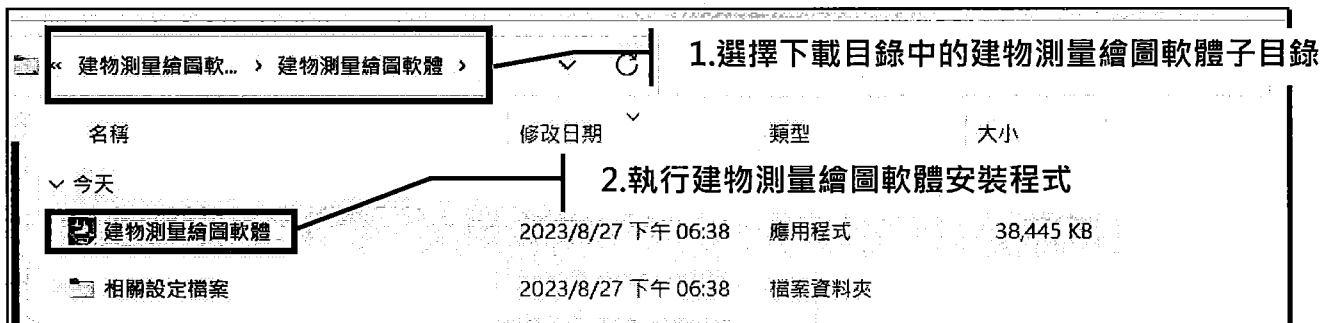 « 建物測量繪圖軟... › 建物測量繪圖軟體 ›
1.選擇下載目錄中的建物測量繪圖軟體子目錄
名稱 修改日期 類型 大小
今天
2.執行建物測量繪圖軟體安裝程式
建物測量繪圖軟體 2023/8/27 下午 06:38 應用程式 38,445 KB
相關設定檔案 2023/8/27 下午 06:38 檔案資料夾